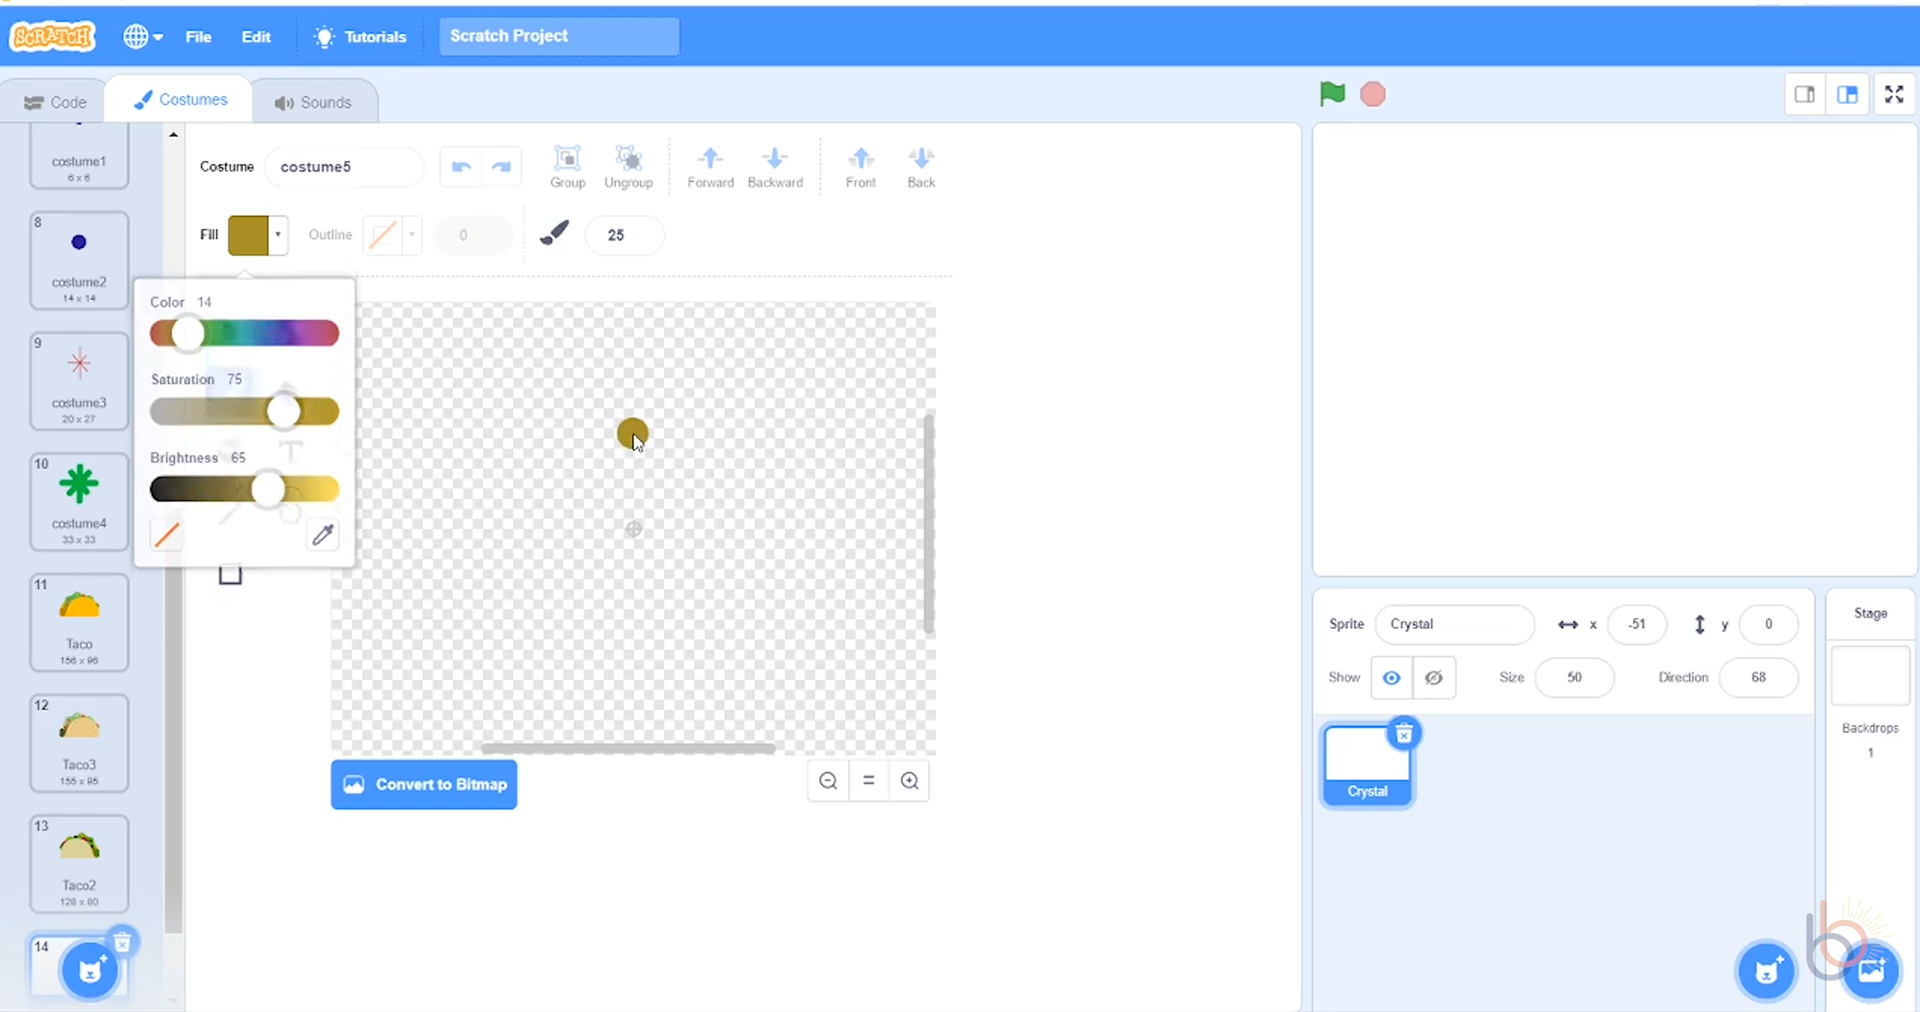 SCRATCH File Edit Tutorials Scratch Project
Code Costumes Sounds
costume1
6 x 6
8
costume2
14 x 14
9
costume3
20 x 27
10
costume4
33 x 33
11
Taco
156 x 96
12
Taco3
155 x 95
13
Taco2
128 x 80
14
Costume costume5 Group Ungroup Forward Backward Front Back
Fill Outline 0 25
Color 14
Saturation 75
T
Brightness 65
Convert to Bitmap
Sprite Crystal x -51 y 0
Show Size 50 Direction 68
Crystal
Stage
Backdrops
1
b